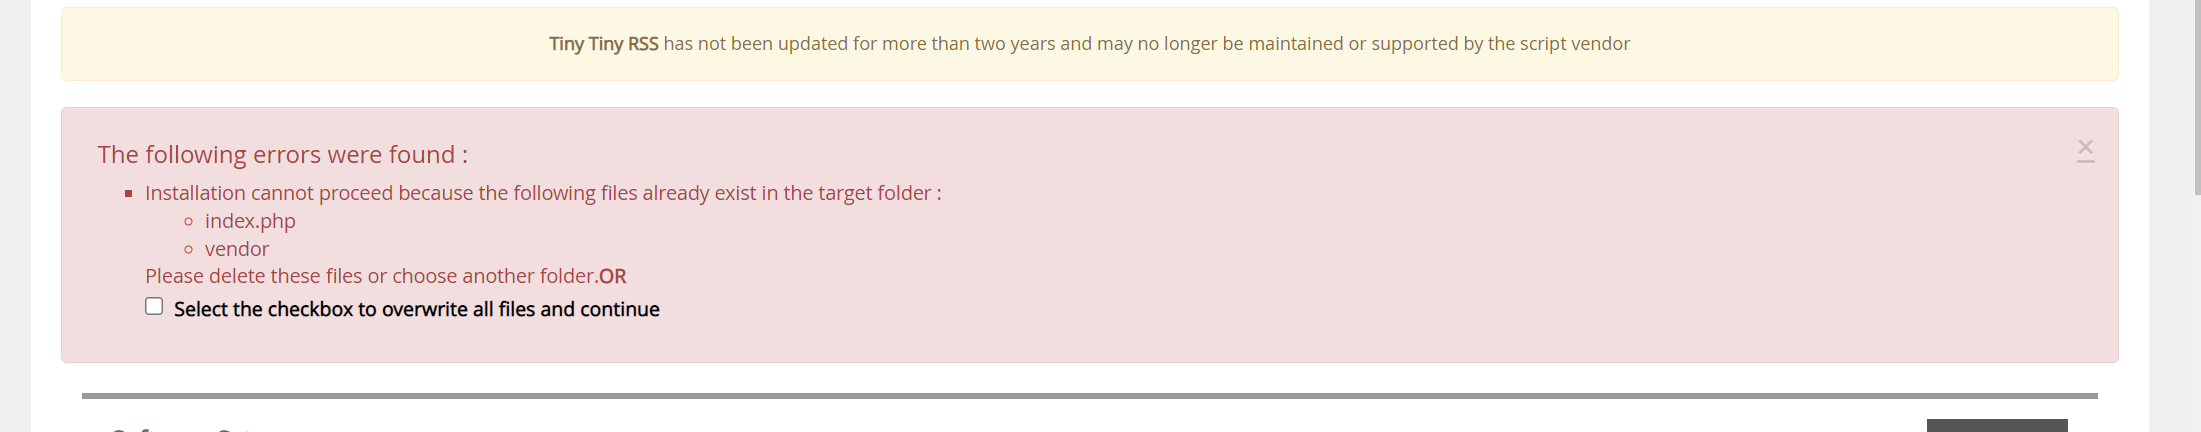 Tiny Tiny RSS has not been updated for more than two years and may no longer be maintained or supported by the script vendor
The following errors were found :
Installation cannot proceed because the following files already exist in the target folder :
index.php
vendor
Please delete these files or choose another folder.OR
Select the checkbox to overwrite all files and continue